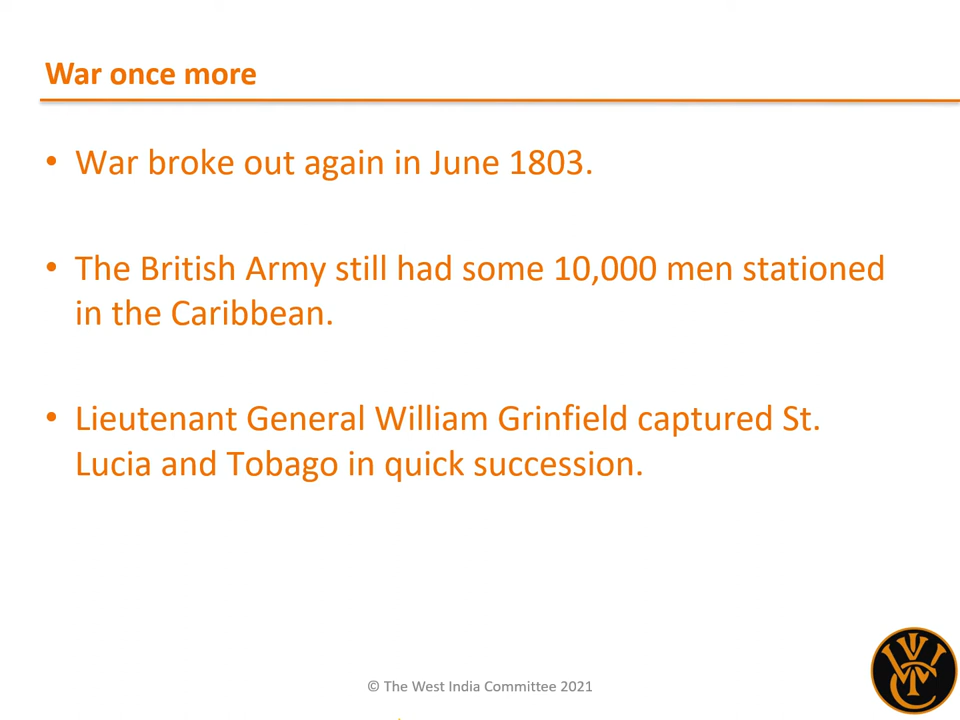 War once more
• War broke out again in June 1803.
• The British Army still had some 10,000 men stationed
in the Caribbean.
• Lieutenant General William Grinfield captured St.
Lucia and Tobago in quick succession.
© The West India Committee 2021
WIC